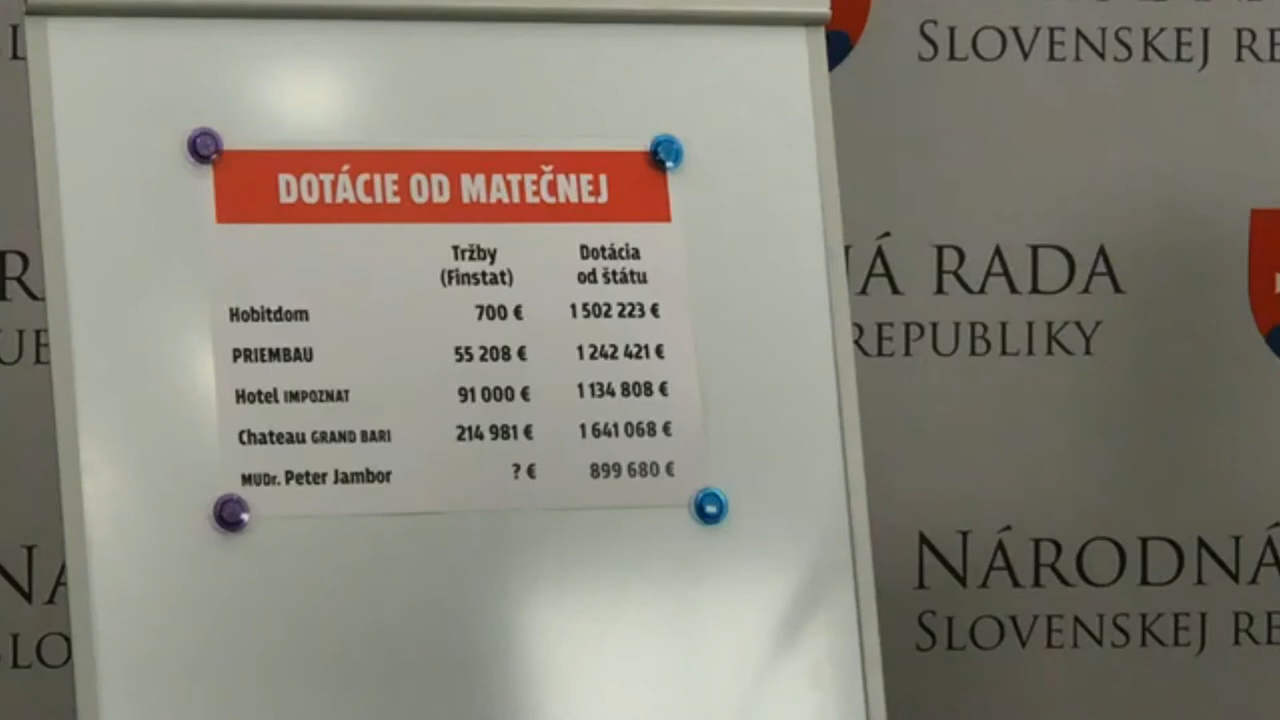 DOTÁCIE OD MATEČNEJ
Tržby Dotácia
(Finstat) od štátu
Hobitdom 700 € 1 502 223 €
PRIEMBAU 55 208 € 1 242 421 €
Hotel IMPOZNAT 91 000 € 1 134 808 €
Chateau GRAND BARI 214 981 € 1 641 068 €
MUDr. Peter Jambor ? € 899 680 €
SLOVENSKEJ RE
Á RADA
REPUBLIKY
NÁRODNÁ
SLOVENSKEJ RE